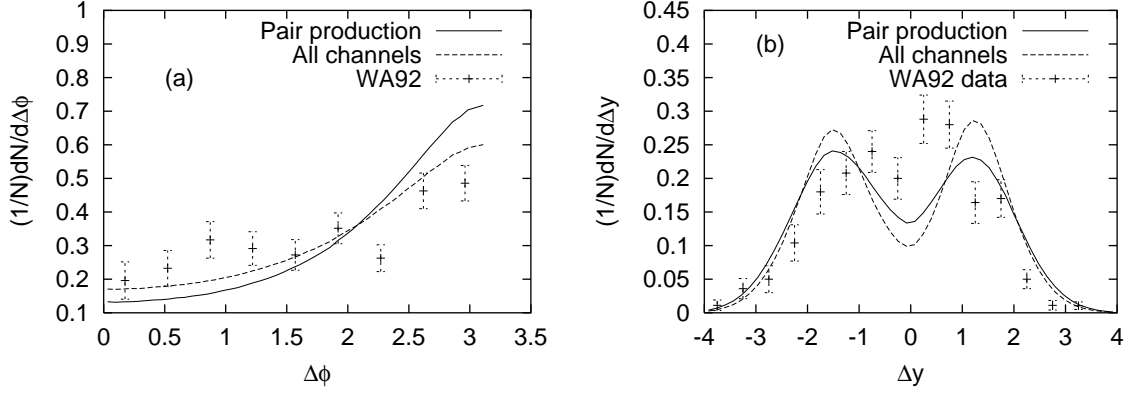 Pair production
All channels
WA92
(a)
(1/N)dN/dΔϕ
1
0.9
0.8
0.7
0.6
0.5
0.4
0.3
0.2
0.1
0 0.5 1 1.5 2 2.5 3 3.5
Δϕ
Pair production
All channels
WA92 data
(b)
(1/N)dN/dΔy
0.45
0.4
0.35
0.3
0.25
0.2
0.15
0.1
0.05
0
-4 -3 -2 -1 0 1 2 3 4
Δy